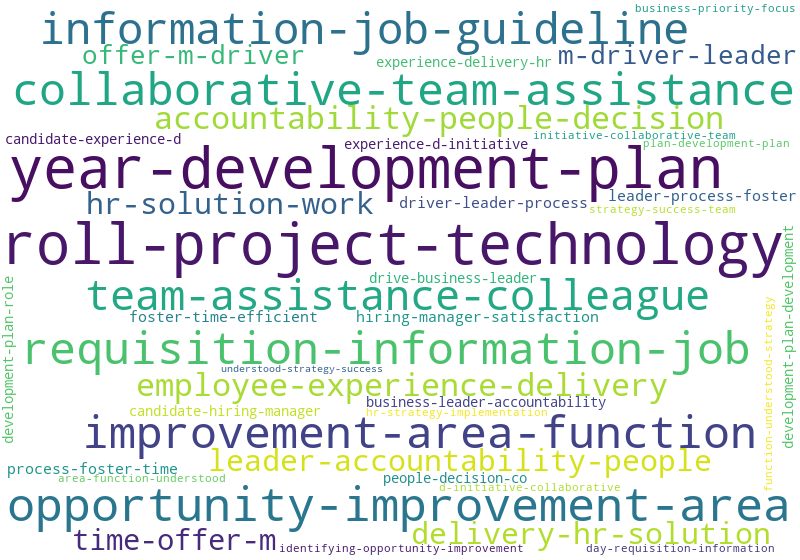 business-priority-focus
information-job-guideline
offer-m-driver
experience-delivery-hr
m-driver-leader
collaborative-team-assistance
accountability-people-decision
candidate-experience-d
experience-d-initiative
initiative-collaborative-team
plan-development-plan
year-development-plan
hr-solution-work
driver-leader-process
leader-process-foster
strategy-success-team
roll-project-technology
drive-business-leader
team-assistance-colleague
foster-time-efficient
hiring-manager-satisfaction
requisition-information-job
understood-strategy-success
employee-experience-delivery
business-leader-accountability
candidate-hiring-manager
hr-strategy-implementation
improvement-area-function
leader-accountability-people
process-foster-time
area-function-understood
people-decision-co
d-initiative-collaborative
opportunity-improvement-area
time-offer-m
delivery-hr-solution
identifying-opportunity-improvement
day-requisition-information
development-plan-role
function-understood-strategy
development-plan-development